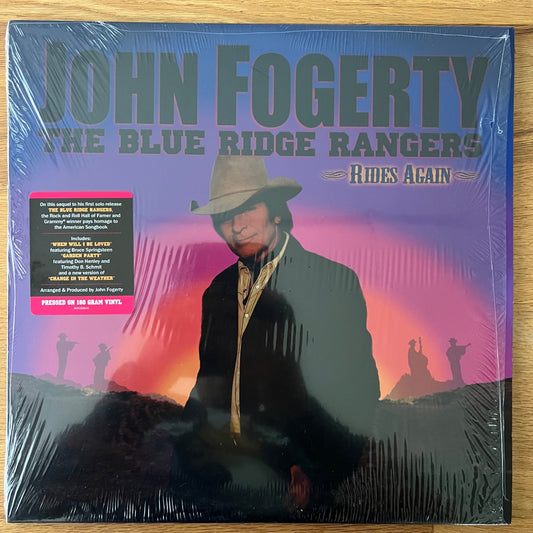 JOHN FOGERTY
THE BLUE RIDGE RANGERS
RIDES AGAIN
On this sequel to his first solo release
THE BLUE RIDGE RANGERS
the Rock and Roll Hall of Famer and
Grammy® winner pays homage to
the American Songbook
Includes:
"WHEN WILL I BE LOVED"
featuring Bruce Springsteen
"GARDEN PARTY"
featuring Don Henley and
Timothy B. Schmit
and a new version of
"CHANGE IN THE WEATHER"
Arranged & Produced by John Fogerty
PRESSED ON 180 GRAM VINYL